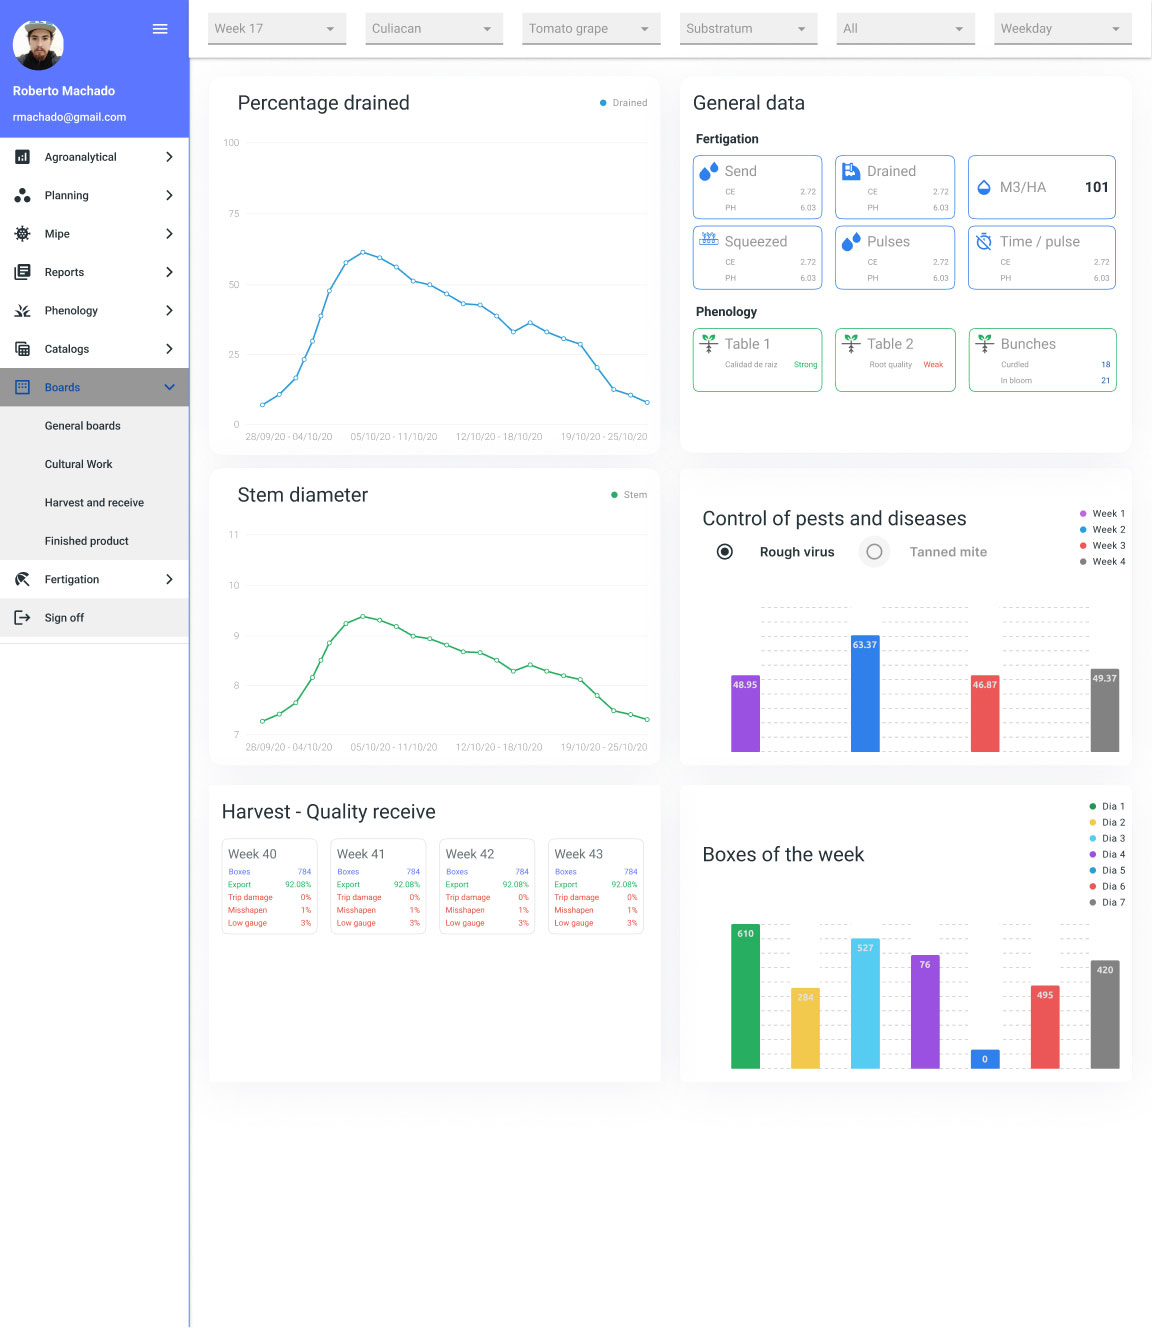 Roberto Machado
rmachado@gmail.com
Agroanalytical
Planning
Mipe
Reports
Phenology
Catalogs
Boards
General boards
Cultural Work
Harvest and receive
Finished product
Fertigation
Sign off
Week 17
Culiacan
Tomato grape
Substratum
All
Weekday
Percentage drained
Drained
100
75
50
25
0
28/09/20 - 04/10/20
05/10/20 - 11/10/20
12/10/20 - 18/10/20
19/10/20 - 25/10/20
General data
Fertigation
Send
CE 2.72
PH 6.03
Drained
CE 2.72
PH 6.03
M3/HA 101
Squeezed
CE 2.72
PH 6.03
Pulses
CE 2.72
PH 6.03
Time / pulse
CE 2.72
PH 6.03
Phenology
Table 1
Calidad de raiz Strong
Table 2
Root quality Weak
Bunches
Curdled 18
In bloom 21
Stem diameter
Stem
11
10
9
8
7
28/09/20 - 04/10/20
05/10/20 - 11/10/20
12/10/20 - 18/10/20
19/10/20 - 25/10/20
Control of pests and diseases
Rough virus
Tanned mite
Week 1
Week 2
Week 3
Week 4
48.95
63.37
46.87
49.37
Harvest - Quality receive
Week 40
Boxes 784
Export 92.08%
Trip damage 0%
Misshapen 1%
Low gauge 3%
Week 41
Boxes 784
Export 92.08%
Trip damage 0%
Misshapen 1%
Low gauge 3%
Week 42
Boxes 784
Export 92.08%
Trip damage 0%
Misshapen 1%
Low gauge 3%
Week 43
Boxes 784
Export 92.08%
Trip damage 0%
Misshapen 1%
Low gauge 3%
Boxes of the week
Dia 1
Dia 2
Dia 3
Dia 4
Dia 5
Dia 6
Dia 7
610
284
527
76
0
495
420